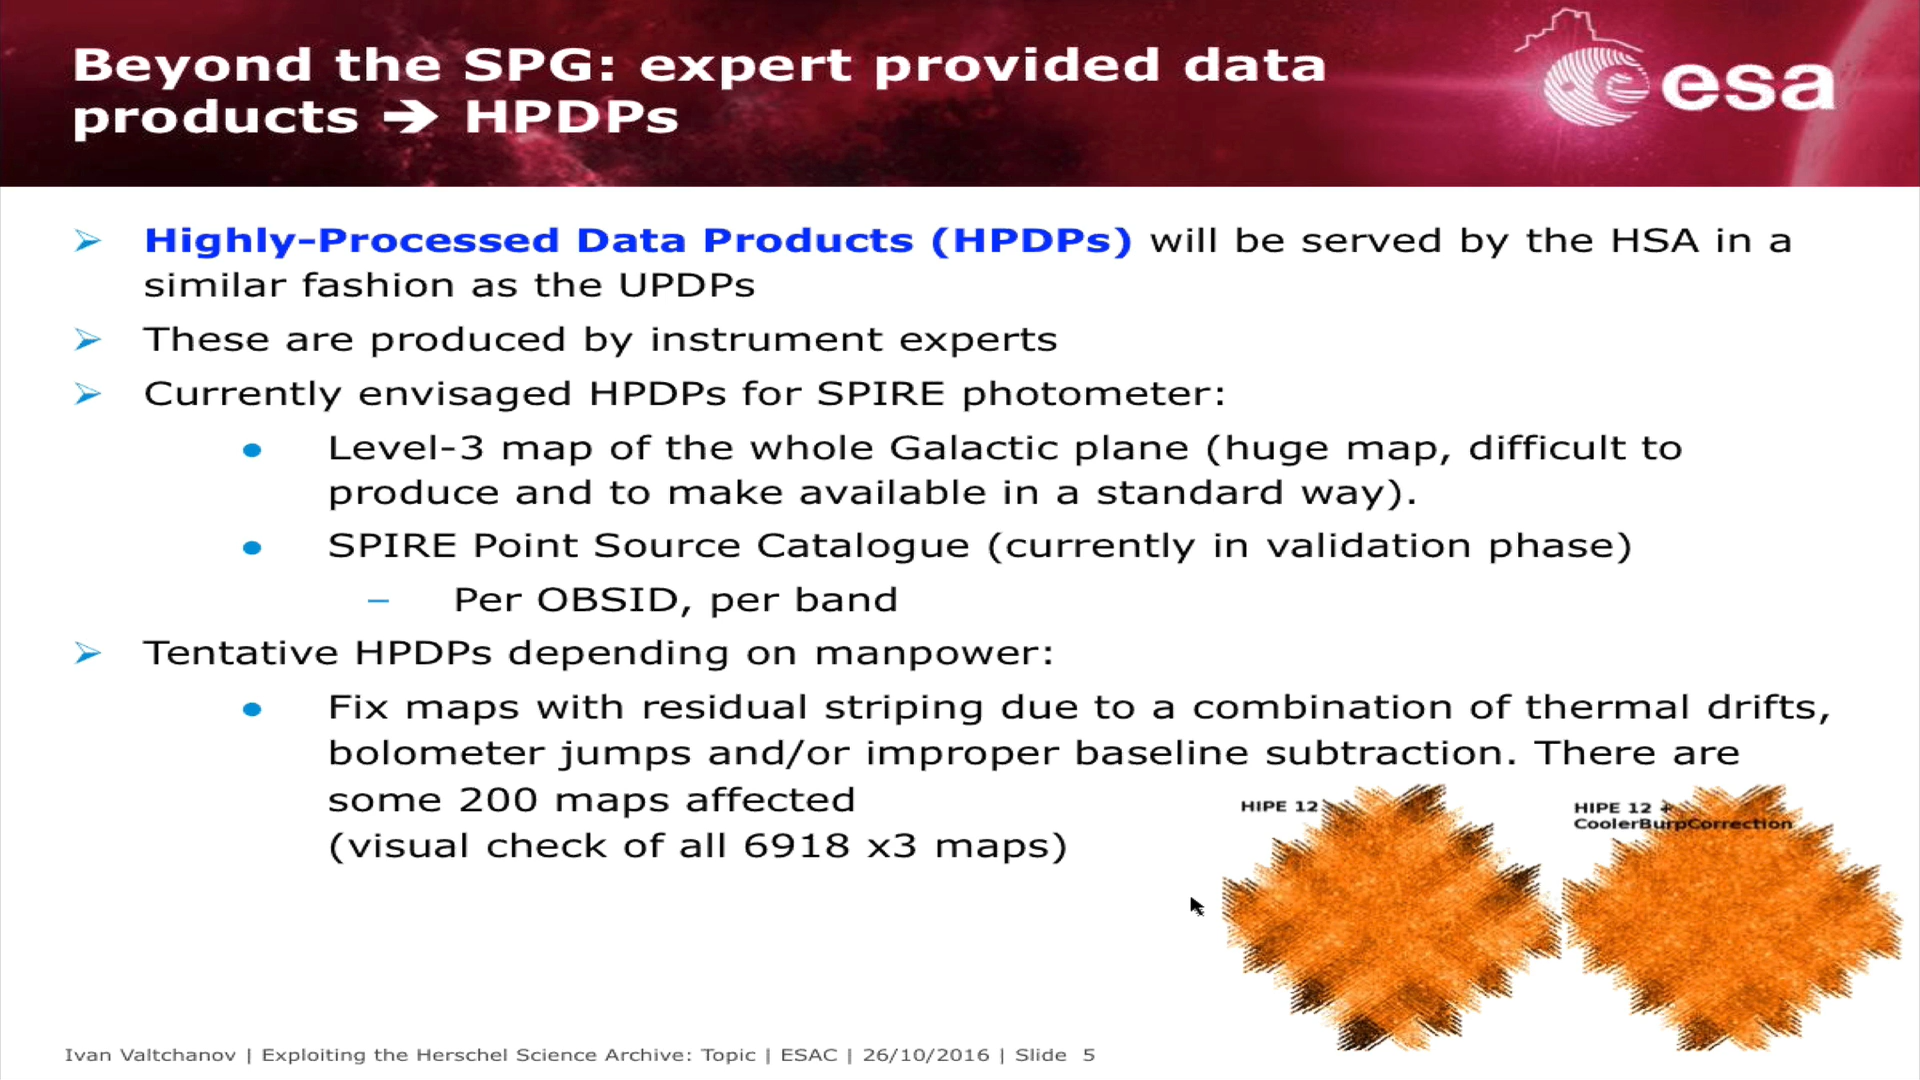 Beyond the SPG: expert provided data
products ➔ HPDPs
esa
➢ Highly-Processed Data Products (HPDPs) will be served by the HSA in a
similar fashion as the UPDPs
➢ These are produced by instrument experts
➢ Currently envisaged HPDPs for SPIRE photometer:
• Level-3 map of the whole Galactic plane (huge map, difficult to
produce and to make available in a standard way).
• SPIRE Point Source Catalogue (currently in validation phase)
– Per OBSID, per band
➢ Tentative HPDPs depending on manpower:
• Fix maps with residual striping due to a combination of thermal drifts,
bolometer jumps and/or improper baseline subtraction. There are
some 200 maps affected
(visual check of all 6918 x3 maps)
HIPE 12
HIPE 12 +
CoolerBurpCorrection
Ivan Valtchanov | Exploiting the Herschel Science Archive: Topic | ESAC | 26/10/2016 | Slide 5